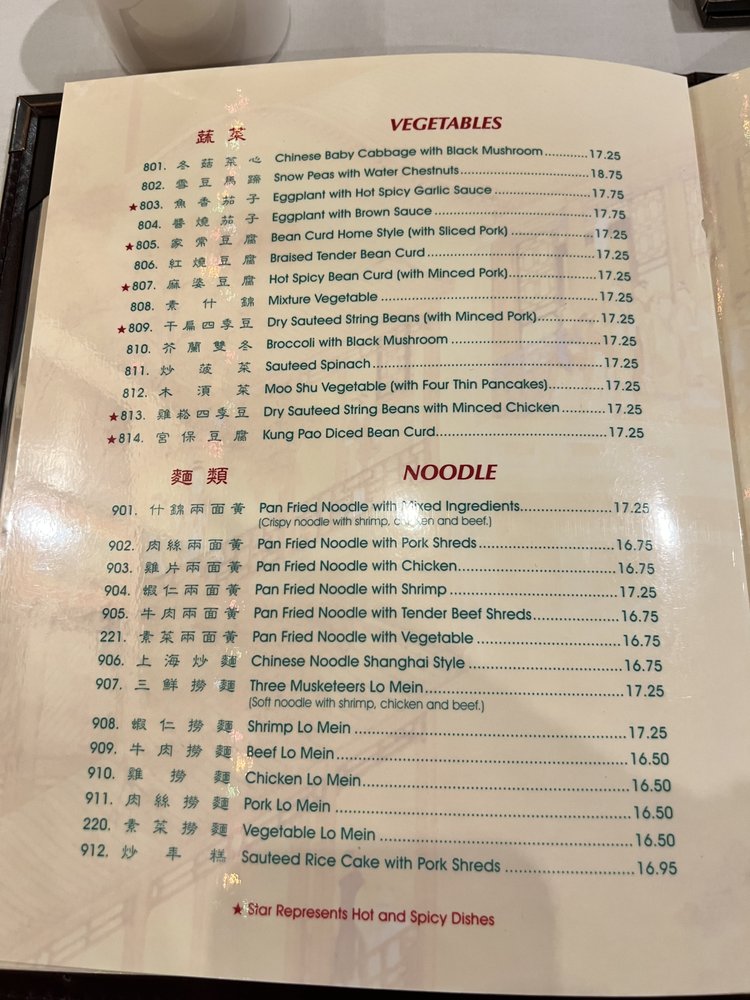 蔬菜 VEGETABLES
801. 冬菇菜心 Chinese Baby Cabbage with Black Mushroom............17.25
802. 雪豆馬蹄 Snow Peas with Water Chestnuts....................................18.75
★803. 魚香茄子 Eggplant with Hot Spicy Garlic Sauce............................17.75
804. 醬燒茄子 Eggplant with Brown Sauce............................................17.75
★805. 家常豆腐 Bean Curd Home Style (with Sliced Pork)........................17.25
806. 紅燒豆腐 Braised Tender Bean Curd.............................................17.25
★807. 麻婆豆腐 Hot Spicy Bean Curd (with Minced Pork)........................17.25
808. 素什錦 Mixture Vegetable.........................................................17.25
★809. 干扁四季豆 Dry Sauteed String Beans (with Minced Pork)..................17.25
810. 芥蘭雙冬 Broccoli with Black Mushroom.......................................17.25
811. 炒菠菜 Sauteed Spinach............................................................17.25
812. 木湏菜 Moo Shu Vegetable (with Four Thin Pancakes)................17.25
★813. 雞崧四季豆 Dry Sauteed String Beans with Minced Chicken..............17.25
★814. 宮保豆腐 Kung Pao Diced Bean Curd...........................................17.25
麵類 NOODLE
901. 什錦兩面黃 Pan Fried Noodle with Mixed Ingredients........................17.25
(Crispy noodle with shrimp, chicken and beef.)
902. 肉絲兩面黃 Pan Fried Noodle with Pork Shreds...................................16.75
903. 雞片兩面黃 Pan Fried Noodle with Chicken........................................16.75
904. 蝦仁兩面黃 Pan Fried Noodle with Shrimp..........................................17.25
905. 牛肉兩面黃 Pan Fried Noodle with Tender Beef Shreds......................16.75
221. 素菜兩面黃 Pan Fried Noodle with Vegetable....................................16.75
906. 上海炒麵 Chinese Noodle Shanghai Style......................................16.75
907. 三鮮撈麵 Three Musketeers Lo Mein..............................................17.25
(Soft noodle with shrimp, chicken and beef.)
908. 蝦仁撈麵 Shrimp Lo Mein...............................................................17.25
909. 牛肉撈麵 Beef Lo Mein...................................................................16.50
910. 雞撈麵 Chicken Lo Mein..............................................................16.50
911. 肉絲撈麵 Pork Lo Mein...................................................................16.50
220. 素菜撈麵 Vegetable Lo Mein..........................................................16.50
912. 炒年糕 Sauteed Rice Cake with Pork Shreds..............................16.95
★ Star Represents Hot and Spicy Dishes